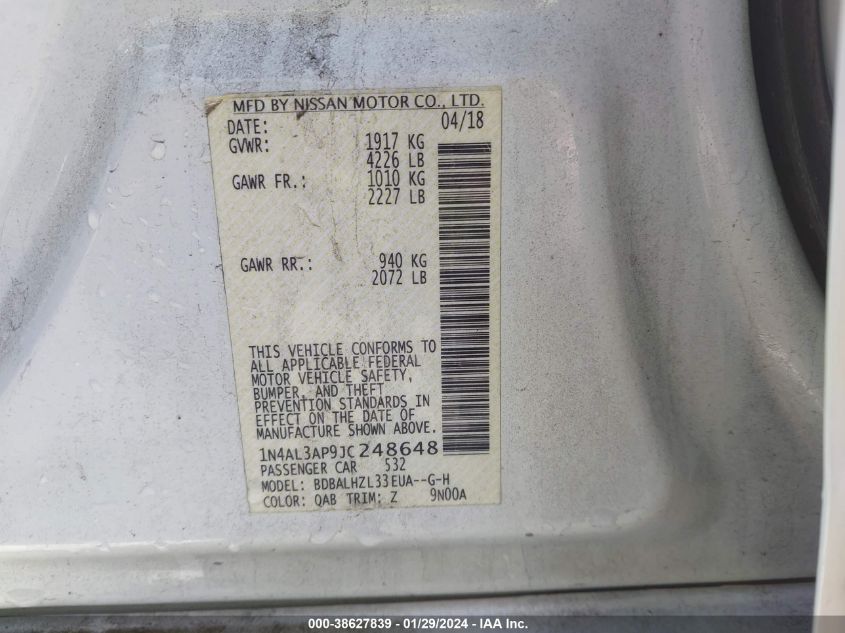 MFD BY NISSAN MOTOR CO., LTD.
DATE: 04/18
GVWR: 1917 KG
4226 LB
GAWR FR.: 1010 KG
2227 LB
GAWR RR.: 940 KG
2072 LB
THIS VEHICLE CONFORMS TO
ALL APPLICABLE FEDERAL
MOTOR VEHICLE SAFETY,
BUMPER, AND THEFT
PREVENTION STANDARDS IN
EFFECT ON THE DATE OF
MANUFACTURE SHOWN ABOVE.
1N4AL3AP9JC248648
PASSENGER CAR 532
MODEL: BDBALHZL33EUA--G-H
COLOR: QAB TRIM: Z 9N00A
000-38627839 - 01/29/2024 - IAA Inc.